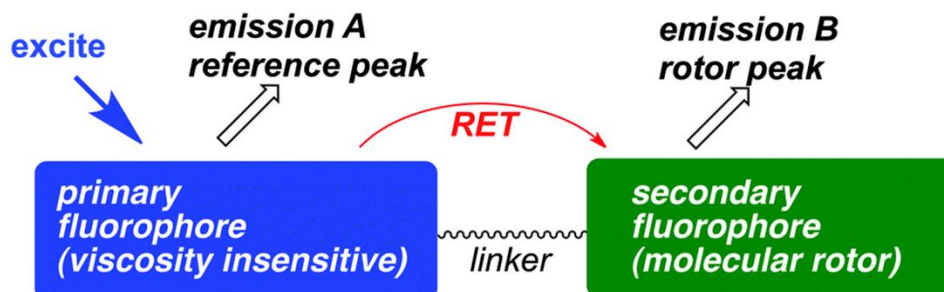 excite
emission A
reference peak
emission B
rotor peak
RET
primary
fluorophore
(viscosity insensitive)
linker
secondary
fluorophore
(molecular rotor)